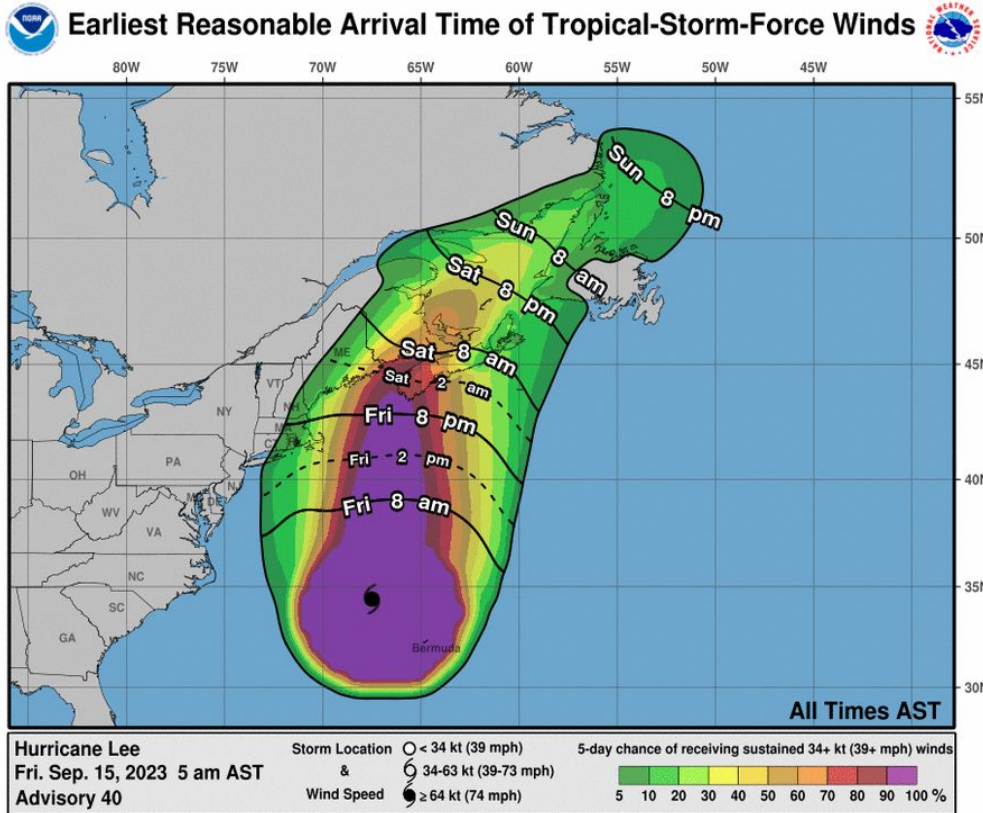 NOAA
Earliest Reasonable Arrival Time of Tropical-Storm-Force Winds
NATIONAL WEATHER SERVICE
80W 75W 70W 65W 60W 55W 50W 45W
55N
Sun 8 pm
50N
Sun 8 am
Sat 8 pm
45N
ME
Sat 8 am
VT
Sat 2 am
NY
NH
Fri 8 pm
MA
CT RI
Fri 2 pm
PA
OH
40N
Fri 8 am
WV
VA
NC
35N
SC
GA
Bermuda
30N
All Times AST
Hurricane Lee
Fri. Sep. 15, 2023 5 am AST
Advisory 40
Storm Location
&
Wind Speed
< 34 kt (39 mph)
34-63 kt (39-73 mph)
≥ 64 kt (74 mph)
5-day chance of receiving sustained 34+ kt (39+ mph) winds
5 10 20 30 40 50 60 70 80 90 100 %